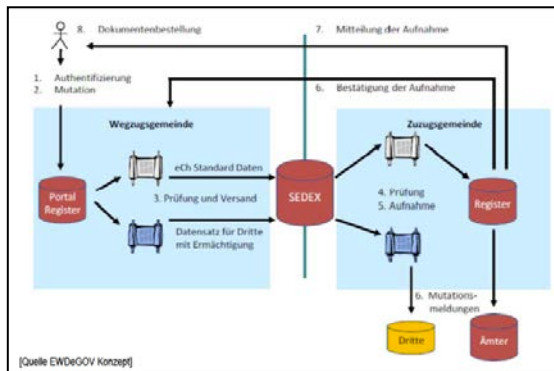 8. Dokumentenbestellung
7. Mitteilung der Aufnahme
1. Authentifizierung
2. Mutation
6. Bestätigung der Aufnahme
Wegzugsgemeinde
Zuzugsgemeinde
eCh Standard Daten
Portal
Register
3. Prüfung und Versand
SEDEX
4. Prüfung
5. Aufnahme
Register
Datensatz für Dritte
mit Ermächtigung
6. Mutations-
meldungen
Dritte
Ämter
[Quelle EWDeGOV Konzept]